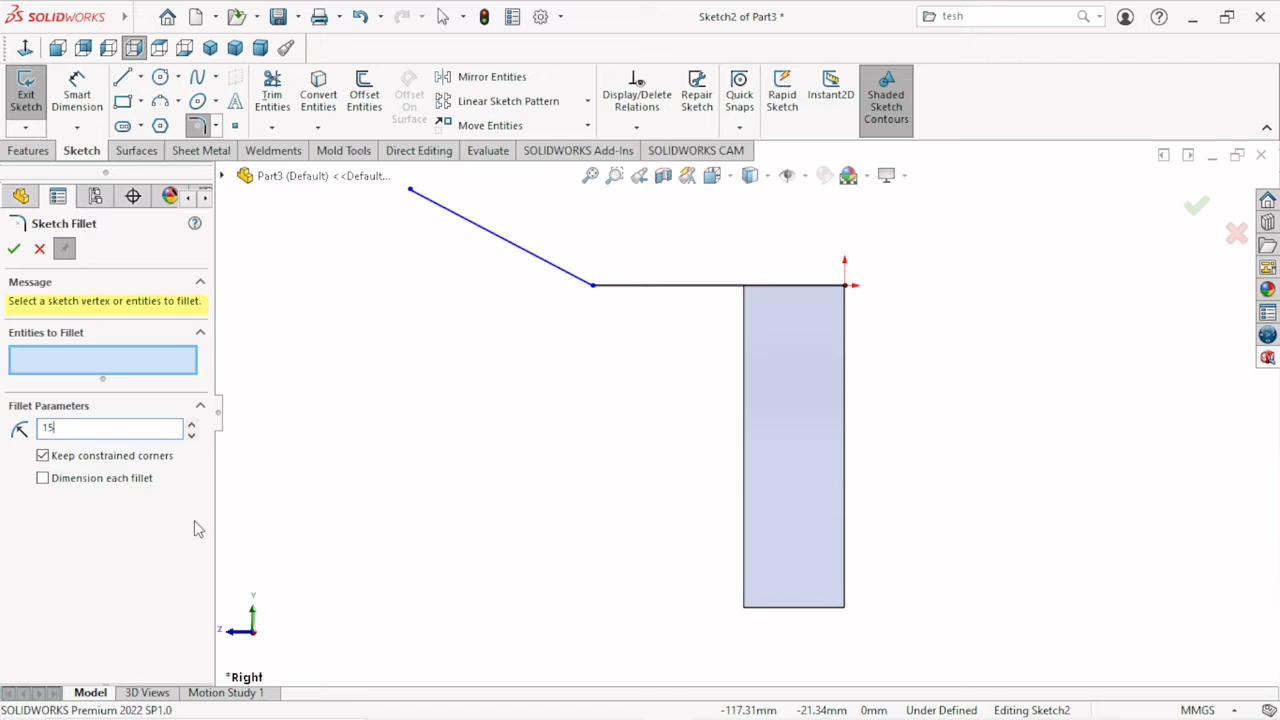 SOLIDWORKS
Sketch2 of Part3 *
tesh
Exit Sketch
Smart Dimension
Trim Entities
Convert Entities
Offset Entities
Offset On Surface
Mirror Entities
Linear Sketch Pattern
Move Entities
Display/Delete Relations
Repair Sketch
Quick Snaps
Rapid Sketch
Instant2D
Shaded Sketch Contours
Features Sketch Surfaces Sheet Metal Weldments Mold Tools Direct Editing Evaluate SOLIDWORKS Add-Ins SOLIDWORKS CAM
Part3 (Default) <<Default...
Sketch Fillet
Message
Select a sketch vertex or entities to fillet.
Entities to Fillet
Fillet Parameters
15
Keep constrained corners
Dimension each fillet
Y
Z
*Right
Model 3D Views Motion Study 1
SOLIDWORKS Premium 2022 SP1.0 -117.31mm -21.34mm 0mm Under Defined Editing Sketch2 MMGS